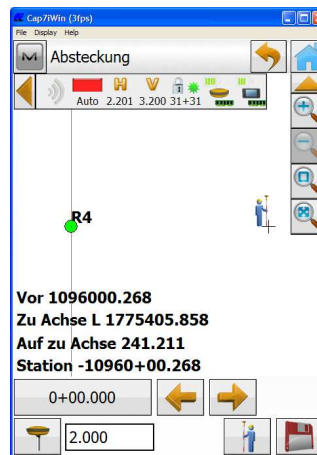 Cap7iWin (3fps)
File Display Help
Absteckung
H V
Auto 2.201 3.200 31+31
R4
Vor 1096000.268
Zu Achse L 1775405.858
Auf zu Achse 241.211
Station -10960+00.268
0+00.000
2.000